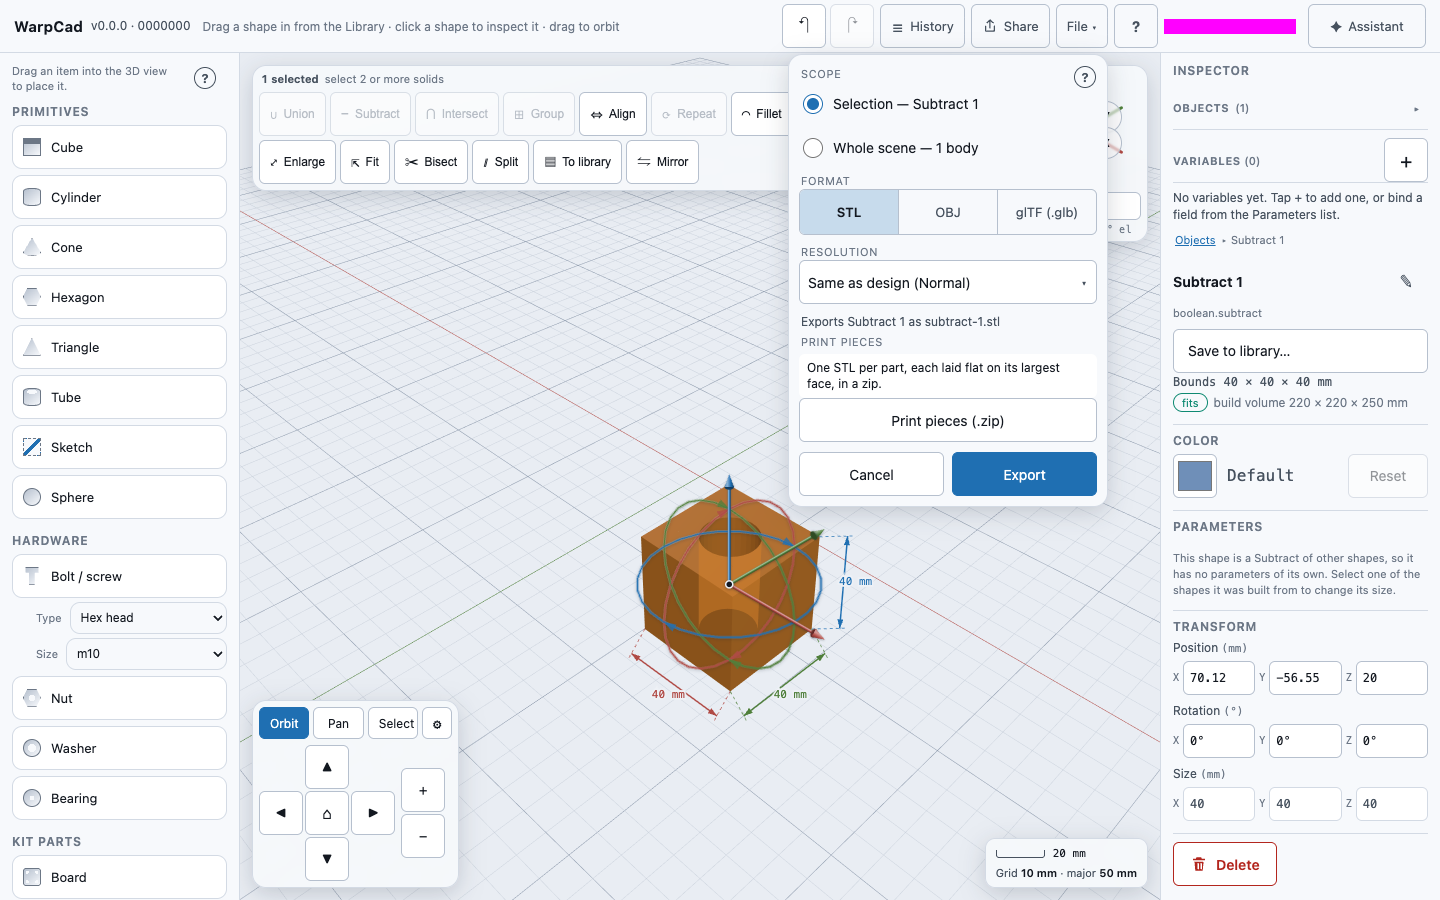 WarpCad v0.0.0 · 0000000 Drag a shape in from the Library · click a shape to inspect it · drag to orbit
History
Share
File
?
Assistant
Drag an item into the 3D view
to place it.
?
PRIMITIVES
Cube
Cylinder
Cone
Hexagon
Triangle
Tube
Sketch
Sphere
HARDWARE
Bolt / screw
Type Hex head
Size m10
Nut
Washer
Bearing
KIT PARTS
Board
1 selected select 2 or more solids
Union
Subtract
Intersect
Group
Align
Repeat
Fillet
Enlarge
Fit
Bisect
Split
To library
Mirror
° el
SCOPE
?
Selection — Subtract 1
Whole scene — 1 body
FORMAT
STL
OBJ
glTF (.glb)
RESOLUTION
Same as design (Normal)
Exports Subtract 1 as subtract-1.stl
PRINT PIECES
One STL per part, each laid flat on its largest
face, in a zip.
Print pieces (.zip)
Cancel
Export
40 mm
40 mm
40 mm
Orbit
Pan
Select
+
−
20 mm
Grid 10 mm · major 50 mm
INSPECTOR
OBJECTS (1)
VARIABLES (0)
+
No variables yet. Tap + to add one, or bind a
field from the Parameters list.
Objects ▸ Subtract 1
Subtract 1
boolean.subtract
Save to library...
Bounds 40 × 40 × 40 mm
fits build volume 220 × 220 × 250 mm
COLOR
Default
Reset
PARAMETERS
This shape is a Subtract of other shapes, so it
has no parameters of its own. Select one of the
shapes it was built from to change its size.
TRANSFORM
Position (mm)
X 70.12 Y −56.55 Z 20
Rotation (°)
X 0° Y 0° Z 0°
Size (mm)
X 40 Y 40 Z 40
Delete